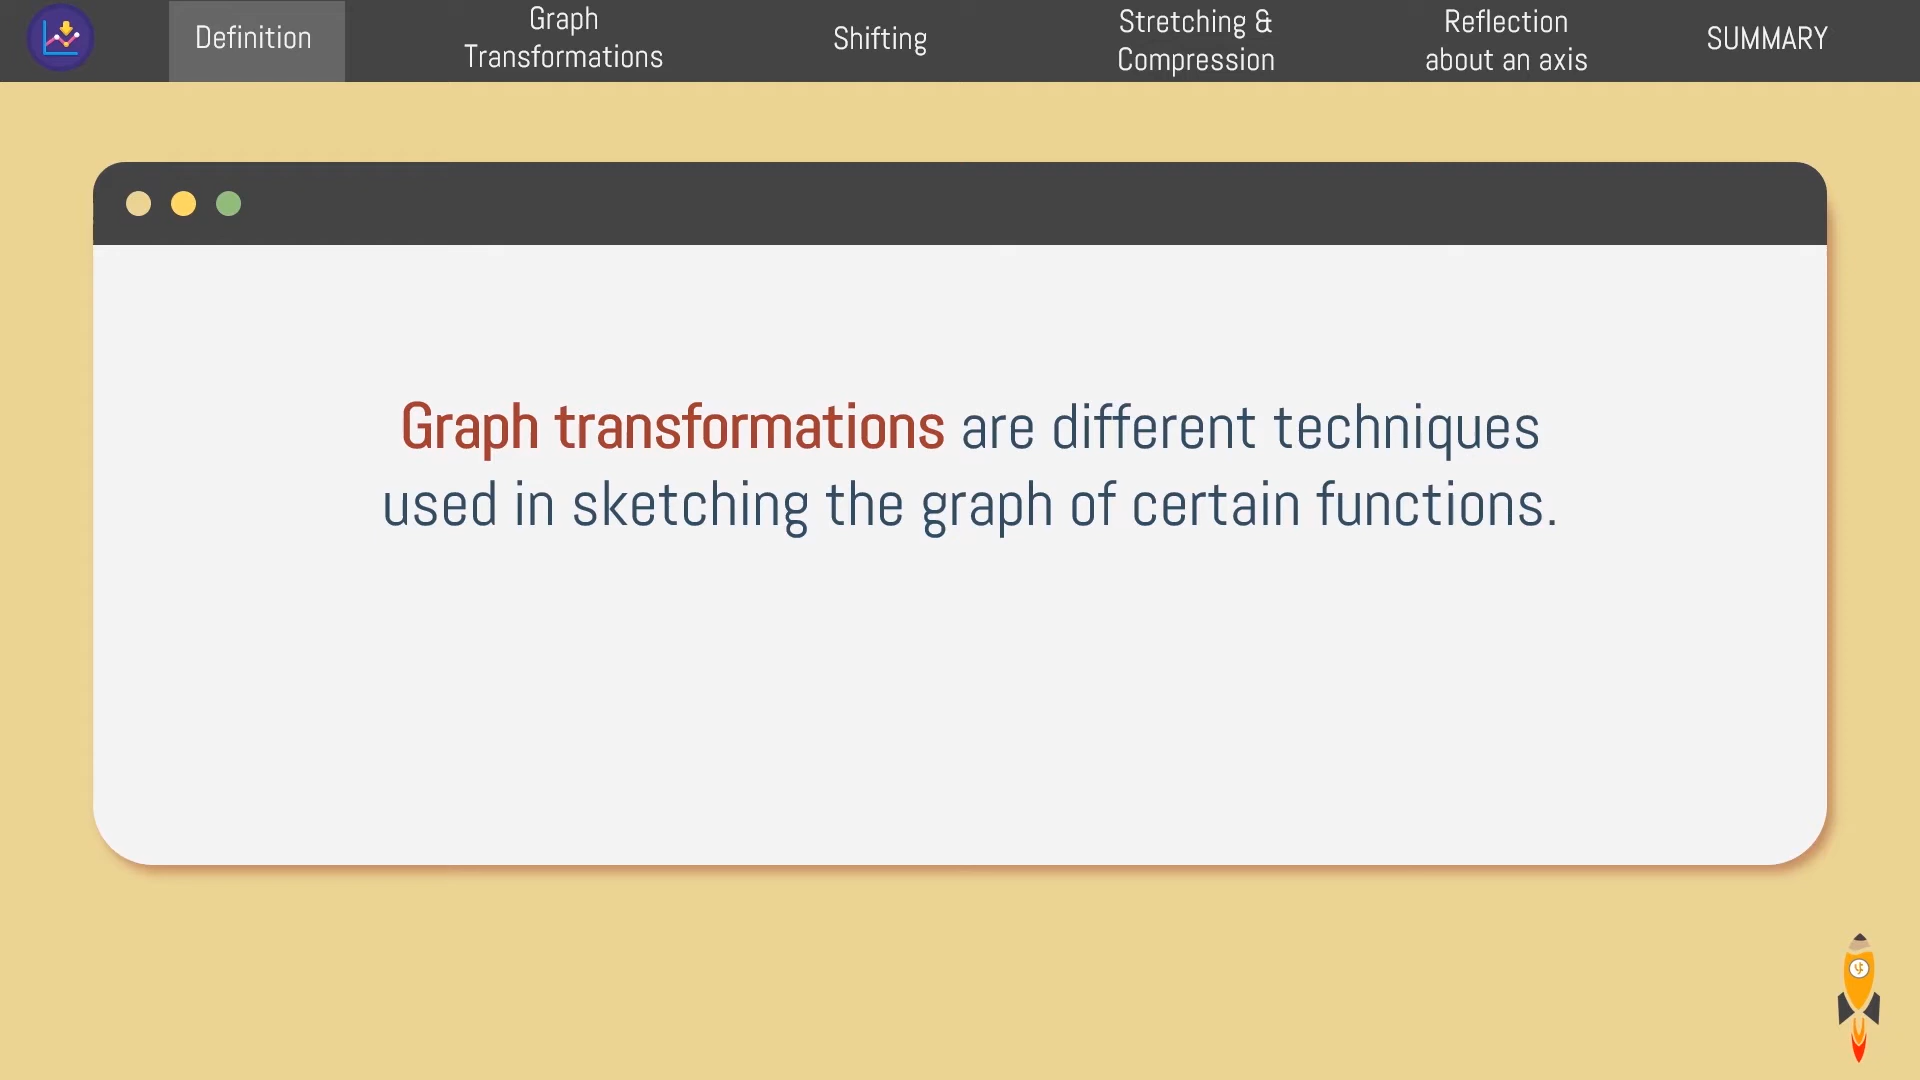 Definition
Graph
Transformations
Shifting
Stretching &
Compression
Reflection
about an axis
SUMMARY
Graph transformations are different techniques
used in sketching the graph of certain functions.